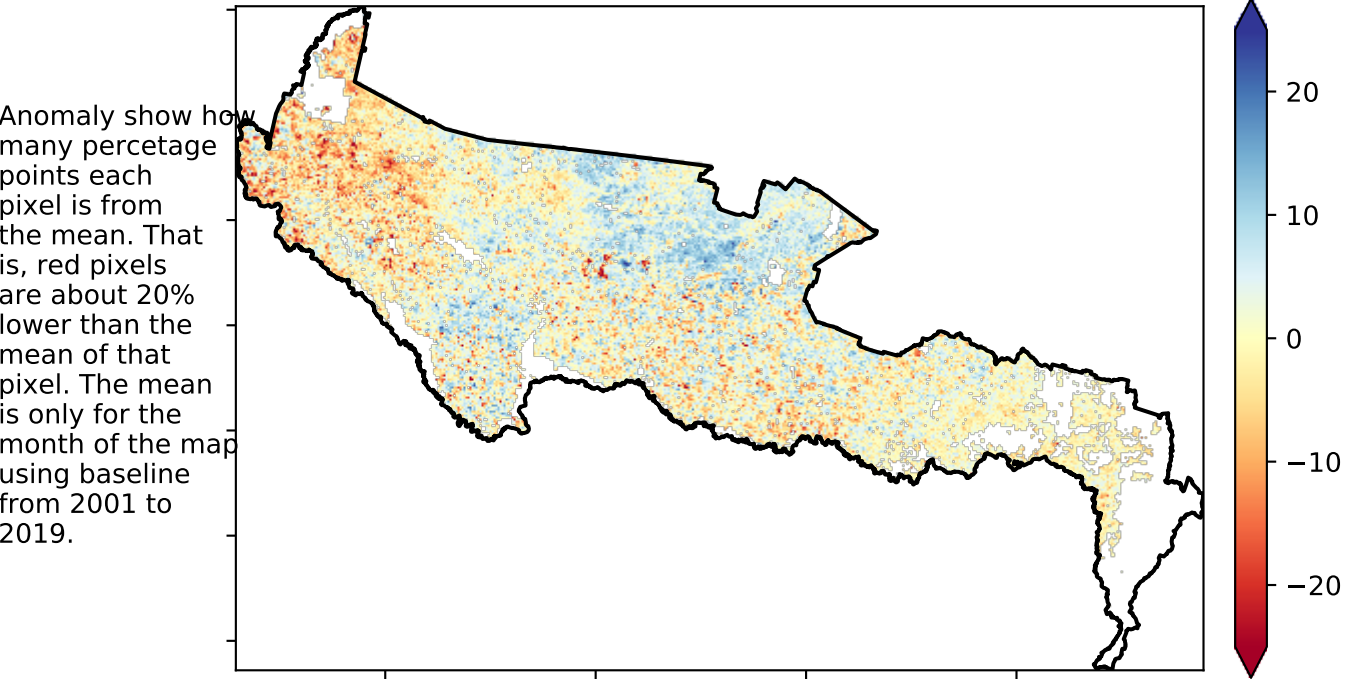 Anomaly show how
many percetage
points each
pixel is from
the mean. That
is, red pixels
are about 20%
lower than the
mean of that
pixel. The mean
is only for the
month of the map
using baseline
from 2001 to
2019.
20
10
0
−10
−20